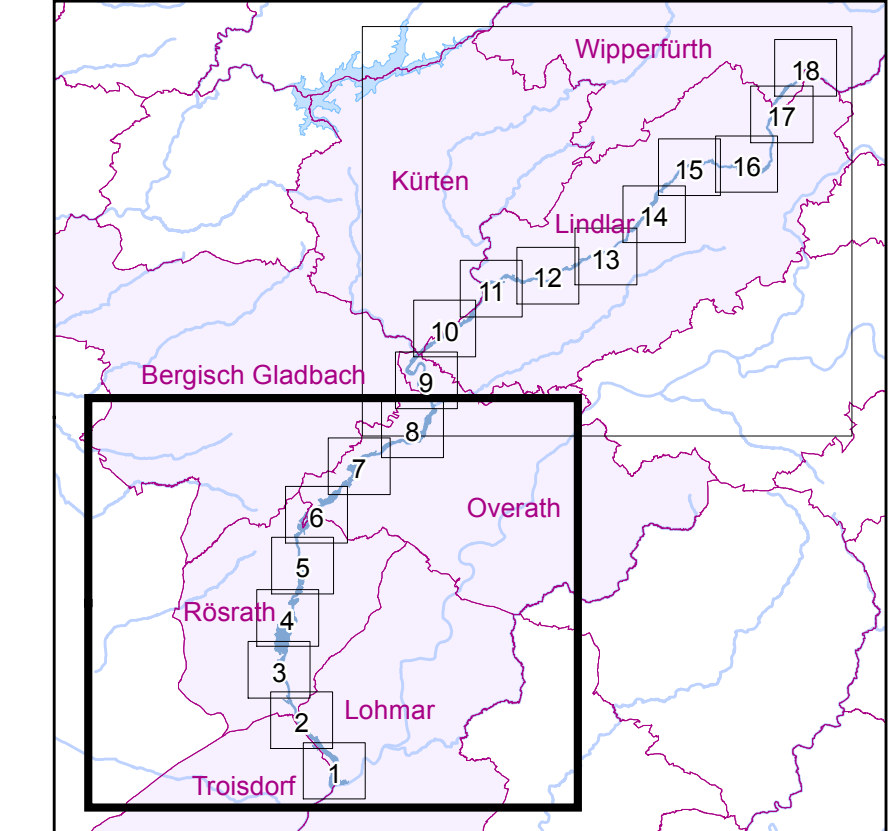 Wipperfürth
18
17
15
16
Kürten
14
Lindlar
13
12
11
10
Bergisch Gladbach
9
8
7
Overath
6
5
Rösrath
4
3
Lohmar
2
1
Troisdorf